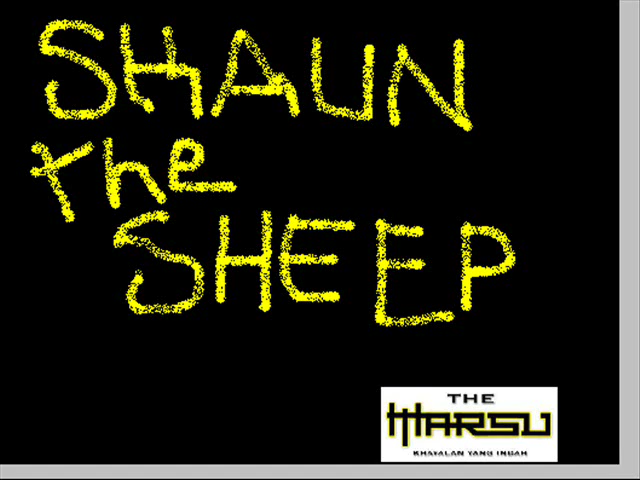 SHAUN
the
SHEEP
THE
MARSU
KHAYALAN YANG INDAH